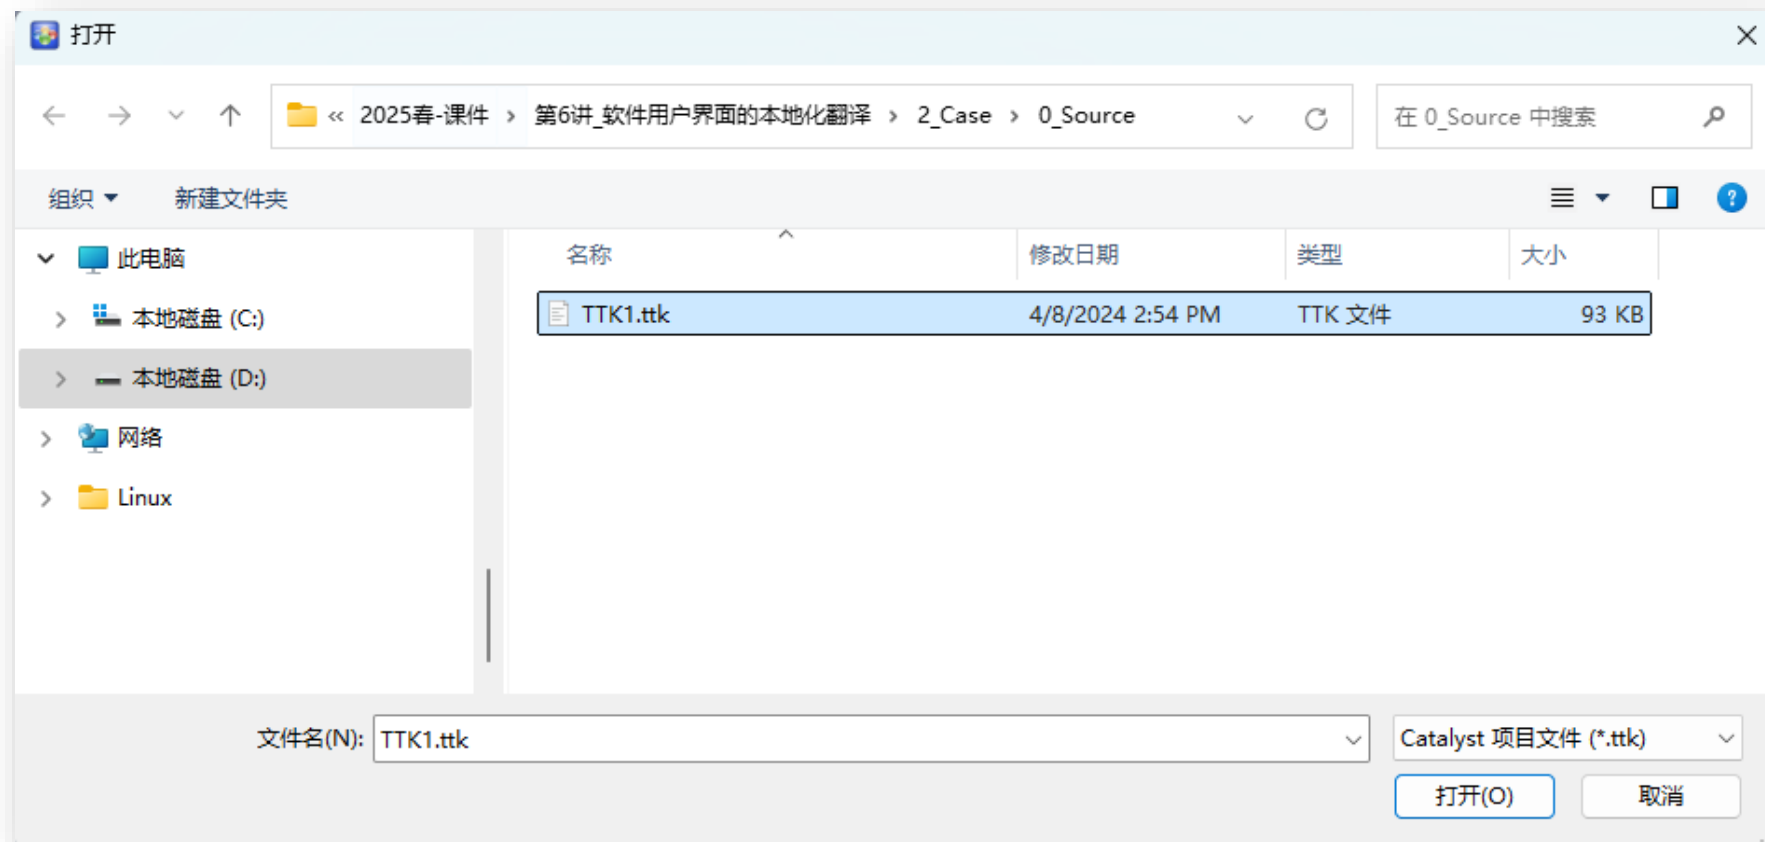 打开
« 2025春-课件 › 第6讲_软件用户界面的本地化翻译 › 2_Case › 0_Source
在 0_Source 中搜索
组织 新建文件夹
此电脑
本地磁盘 (C:)
本地磁盘 (D:)
网络
Linux
名称 修改日期 类型 大小
TTK1.ttk 4/8/2024 2:54 PM TTK 文件 93 KB
文件名(N): TTK1.ttk
Catalyst 项目文件 (*.ttk)
打开(O) 取消